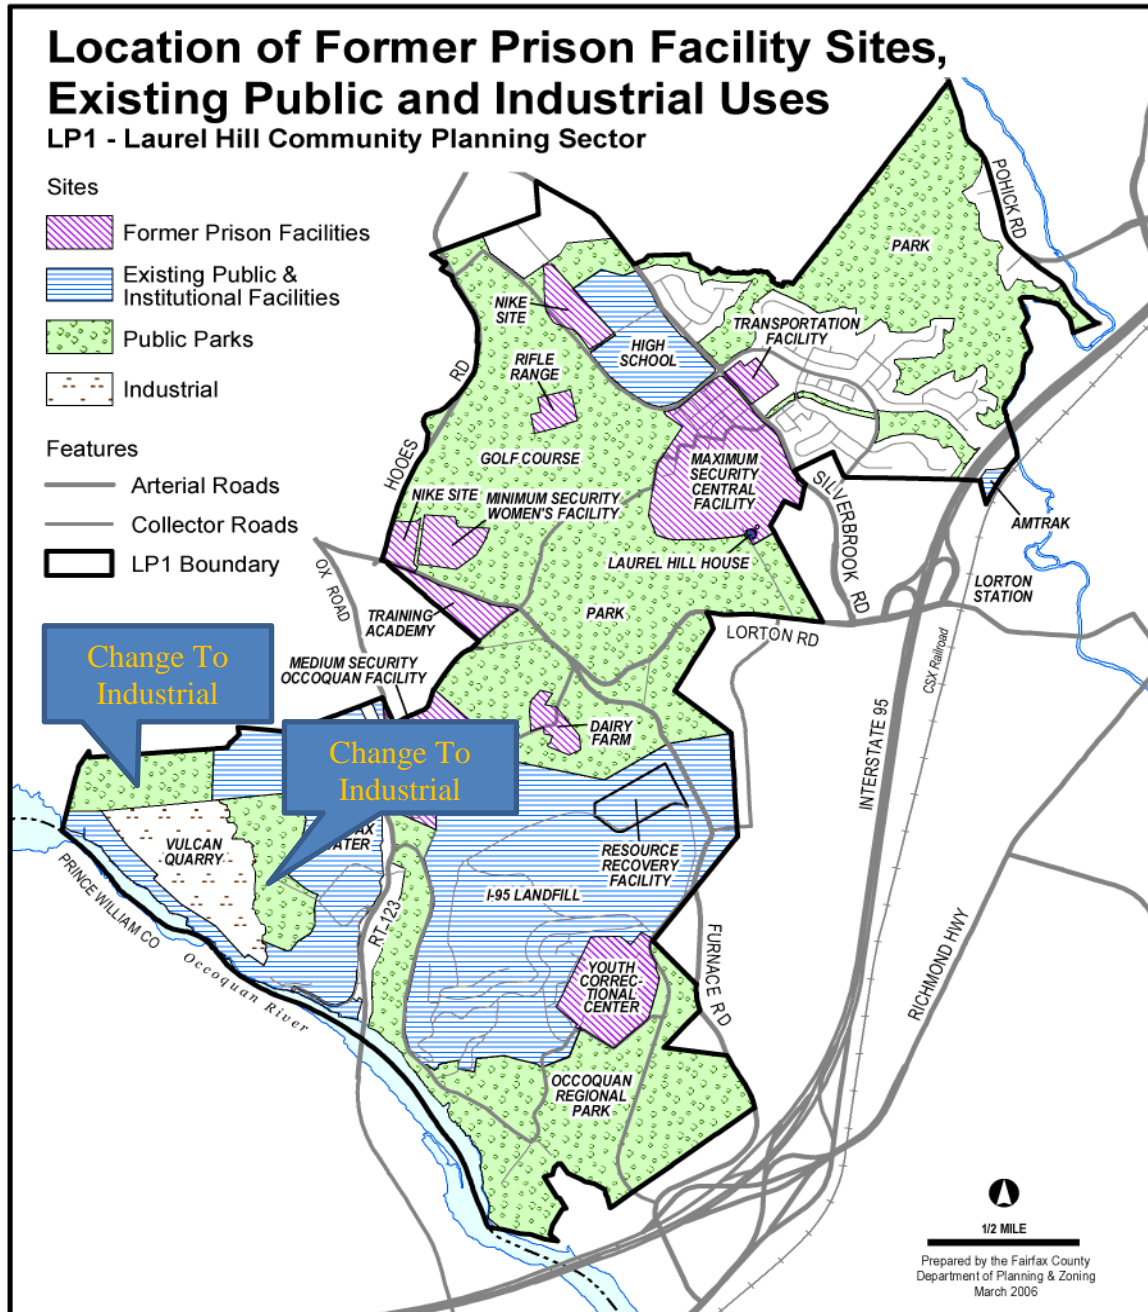 Location of Former Prison Facility Sites,
Existing Public and Industrial Uses
LP1 - Laurel Hill Community Planning Sector
Sites
Former Prison Facilities
Existing Public &
Institutional Facilities
Public Parks
Industrial
Features
Arterial Roads
Collector Roads
LP1 Boundary
POHICK RD
PARK
NIKE
SITE
HIGH
SCHOOL
TRANSPORTATION
FACILITY
RIFLE
RANGE
HOOES
RD
GOLF COURSE
MAXIMUM
SECURITY
CENTRAL
FACILITY
SILVERBROOK RD
NIKE SITE
MINIMUM SECURITY
WOMEN'S FACILITY
AMTRAK
LAUREL HILL HOUSE
LORTON
STATION
OX ROAD
TRAINING
ACADEMY
PARK
LORTON RD
CSX Railroad
INTERSTATE 95
MEDIUM SECURITY
OCCOQUAN FACILITY
Change To
Industrial
Change To
Industrial
DAIRY
FARM
VULCAN
QUARRY
RESOURCE
RECOVERY
FACILITY
I-95 LANDFILL
PRINCE WILLIAM CO
Occoquan River
RT-123
FURNACE RD
RICHMOND HWY
YOUTH
CORREC-
TIONAL
CENTER
OCCOQUAN
REGIONAL
PARK
1/2 MILE
Prepared by the Fairfax County
Department of Planning & Zoning
March 2006